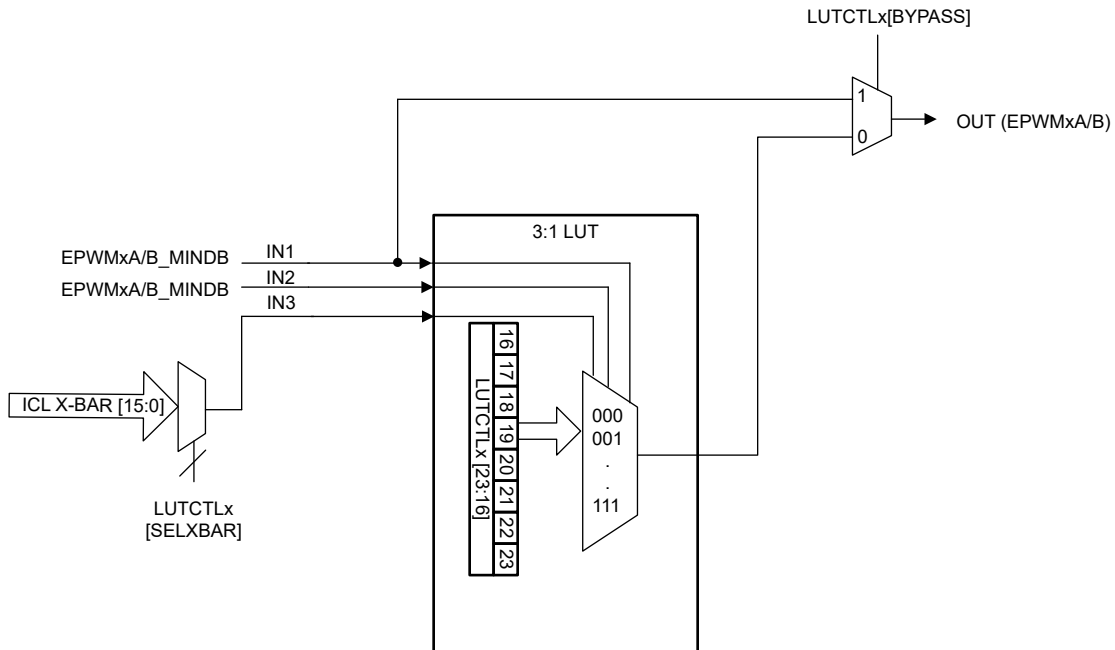 LUTCTLx[BYPASS]
1
OUT (EPWMxA/B)
0
3:1 LUT
EPWMxA/B_MINDB
IN1
EPWMxA/B_MINDB
IN2
IN3
ICL X-BAR [15:0]
LUTCTLx
[SELXBAR]
LUTCTLx [23:16]
16
17
18
19
20
21
22
23
000
001
.
.
111